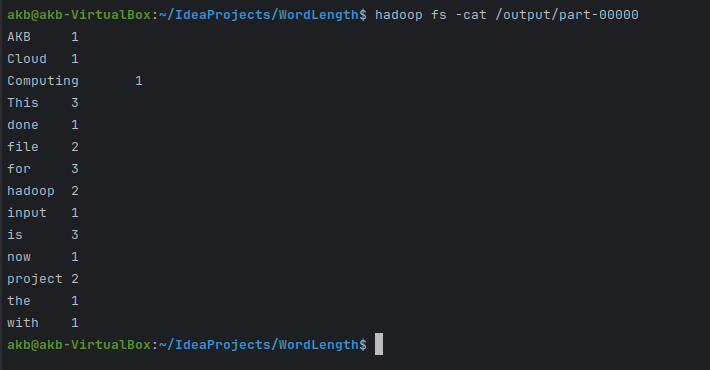 akb@akb-VirtualBox:~/IdeaProjects/WordLength$ hadoop fs -cat /output/part-00000
AKB     1
Cloud   1
Computing       1
This    3
done    1
file    2
for     3
hadoop  2
input   1
is      3
now     1
project 2
the     1
with    1
akb@akb-VirtualBox:~/IdeaProjects/WordLength$